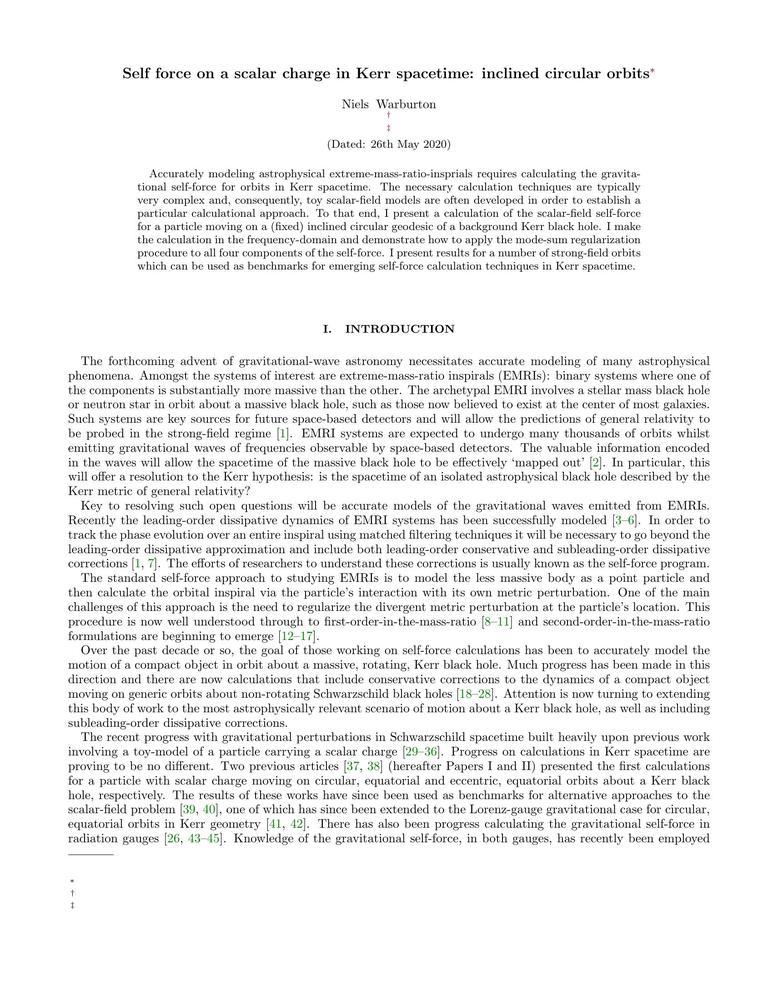 Self force on a scalar charge in Kerr spacetime: inclined circular orbits*
Niels Warburton
†
‡
(Dated: 26th May 2020)
Accurately modeling astrophysical extreme-mass-ratio-insprials requires calculating the gravita-
tional self-force for orbits in Kerr spacetime. The necessary calculation techniques are typically
very complex and, consequently, toy scalar-field models are often developed in order to establish a
particular calculational approach. To that end, I present a calculation of the scalar-field self-force
for a particle moving on a (fixed) inclined circular geodesic of a background Kerr black hole. I make
the calculation in the frequency-domain and demonstrate how to apply the mode-sum regularization
procedure to all four components of the self-force. I present results for a number of strong-field orbits
which can be used as benchmarks for emerging self-force calculation techniques in Kerr spacetime.
I. INTRODUCTION
The forthcoming advent of gravitational-wave astronomy necessitates accurate modeling of many astrophysical
phenomena. Amongst the systems of interest are extreme-mass-ratio inspirals (EMRIs): binary systems where one of
the components is substantially more massive than the other. The archetypal EMRI involves a stellar mass black hole
or neutron star in orbit about a massive black hole, such as those now believed to exist at the center of most galaxies.
Such systems are key sources for future space-based detectors and will allow the predictions of general relativity to
be probed in the strong-field regime [1]. EMRI systems are expected to undergo many thousands of orbits whilst
emitting gravitational waves of frequencies observable by space-based detectors. The valuable information encoded
in the waves will allow the spacetime of the massive black hole to be effectively ‘mapped out’ [2]. In particular, this
will offer a resolution to the Kerr hypothesis: is the spacetime of an isolated astrophysical black hole described by the
Kerr metric of general relativity?
Key to resolving such open questions will be accurate models of the gravitational waves emitted from EMRIs.
Recently the leading-order dissipative dynamics of EMRI systems has been successfully modeled [3–6]. In order to
track the phase evolution over an entire inspiral using matched filtering techniques it will be necessary to go beyond the
leading-order dissipative approximation and include both leading-order conservative and subleading-order dissipative
corrections [1, 7]. The efforts of researchers to understand these corrections is usually known as the self-force program.
The standard self-force approach to studying EMRIs is to model the less massive body as a point particle and
then calculate the orbital inspiral via the particle's interaction with its own metric perturbation. One of the main
challenges of this approach is the need to regularize the divergent metric perturbation at the particle's location. This
procedure is now well understood through to first-order-in-the-mass-ratio [8–11] and second-order-in-the-mass-ratio
formulations are beginning to emerge [12–17].
Over the past decade or so, the goal of those working on self-force calculations has been to accurately model the
motion of a compact object in orbit about a massive, rotating, Kerr black hole. Much progress has been made in this
direction and there are now calculations that include conservative corrections to the dynamics of a compact object
moving on generic orbits about non-rotating Schwarzschild black holes [18–28]. Attention is now turning to extending
this body of work to the most astrophysically relevant scenario of motion about a Kerr black hole, as well as including
subleading-order dissipative corrections.
The recent progress with gravitational perturbations in Schwarzschild spacetime built heavily upon previous work
involving a toy-model of a particle carrying a scalar charge [29–36]. Progress on calculations in Kerr spacetime are
proving to be no different. Two previous articles [37, 38] (hereafter Papers I and II) presented the first calculations
for a particle with scalar charge moving on circular, equatorial and eccentric, equatorial orbits about a Kerr black
hole, respectively. The results of these works have since been used as benchmarks for alternative approaches to the
scalar-field problem [39, 40], one of which has since been extended to the Lorenz-gauge gravitational case for circular,
equatorial orbits in Kerr geometry [41, 42]. There has also been progress calculating the gravitational self-force in
radiation gauges [26, 43–45]. Knowledge of the gravitational self-force, in both gauges, has recently been employed
*
†
‡